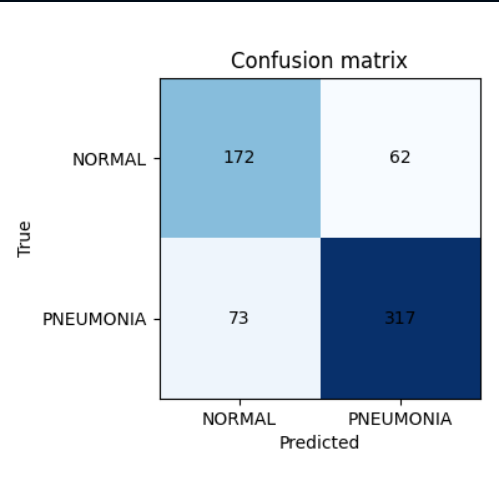 Confusion matrix
True
NORMAL
172
62
PNEUMONIA
73
317
NORMAL
PNEUMONIA
Predicted